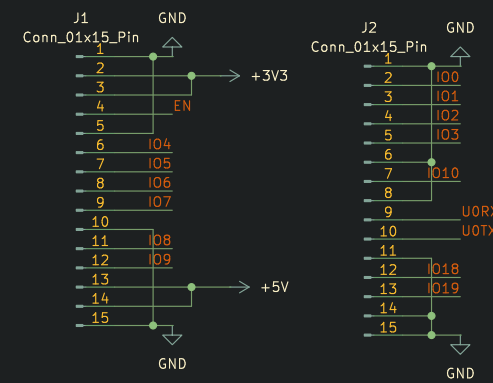 J1
GND
Conn_01x15_Pin
1
2
+3V3
3
4
EN
5
6
IO4
7
IO5
8
IO6
9
IO7
10
11
IO8
12
IO9
13
+5V
14
15
GND
J2
GND
Conn_01x15_Pin
1
2
IO0
3
IO1
4
IO2
5
IO3
6
7
IO10
8
9
U0RX
10
U0TX
11
12
IO18
13
IO19
14
15
GND